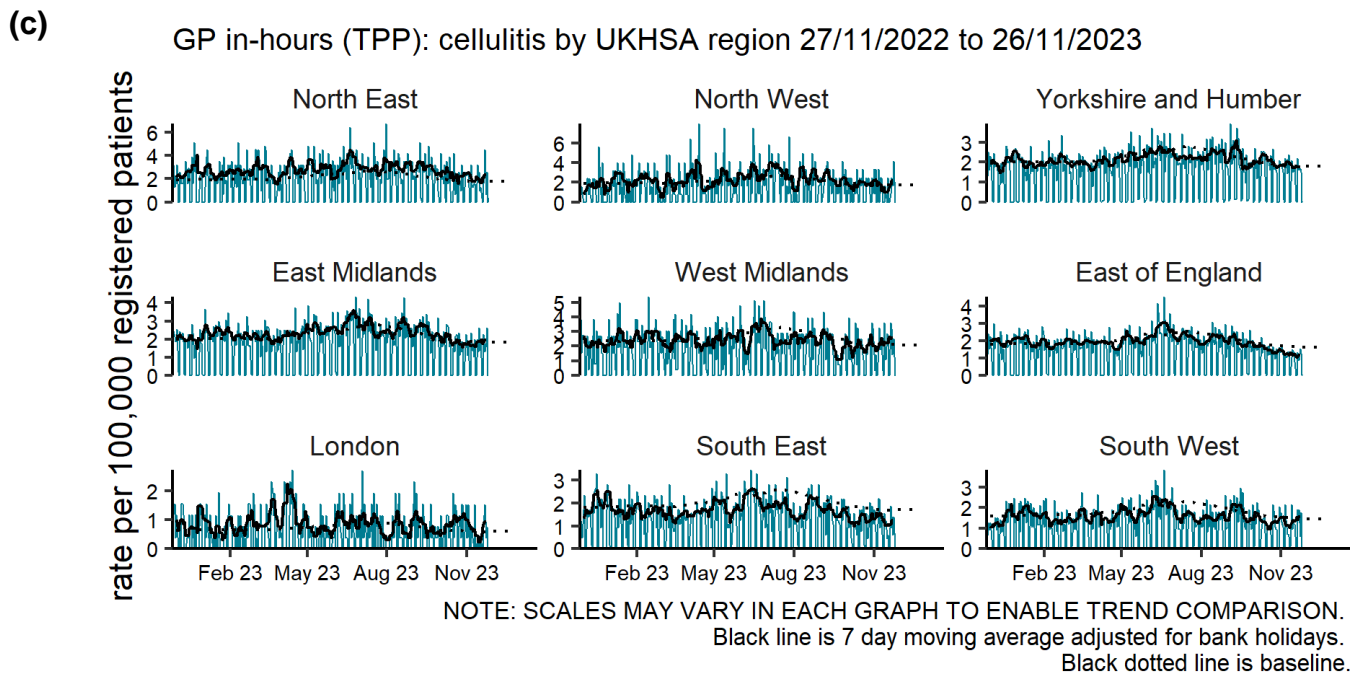 (c)
GP in-hours (TPP): cellulitis by UKHSA region 27/11/2022 to 26/11/2023
rate per 100,000 registered patients
North East
6
4
2
0
North West
6
4
2
0
Yorkshire and Humber
3
2
1
0
East Midlands
4
3
2
1
0
West Midlands
5
4
3
2
1
0
East of England
4
3
2
1
0
London
2
1
0
Feb 23 May 23 Aug 23 Nov 23
South East
3
2
1
0
Feb 23 May 23 Aug 23 Nov 23
South West
3
2
1
0
Feb 23 May 23 Aug 23 Nov 23
NOTE: SCALES MAY VARY IN EACH GRAPH TO ENABLE TREND COMPARISON.
Black line is 7 day moving average adjusted for bank holidays.
Black dotted line is baseline.